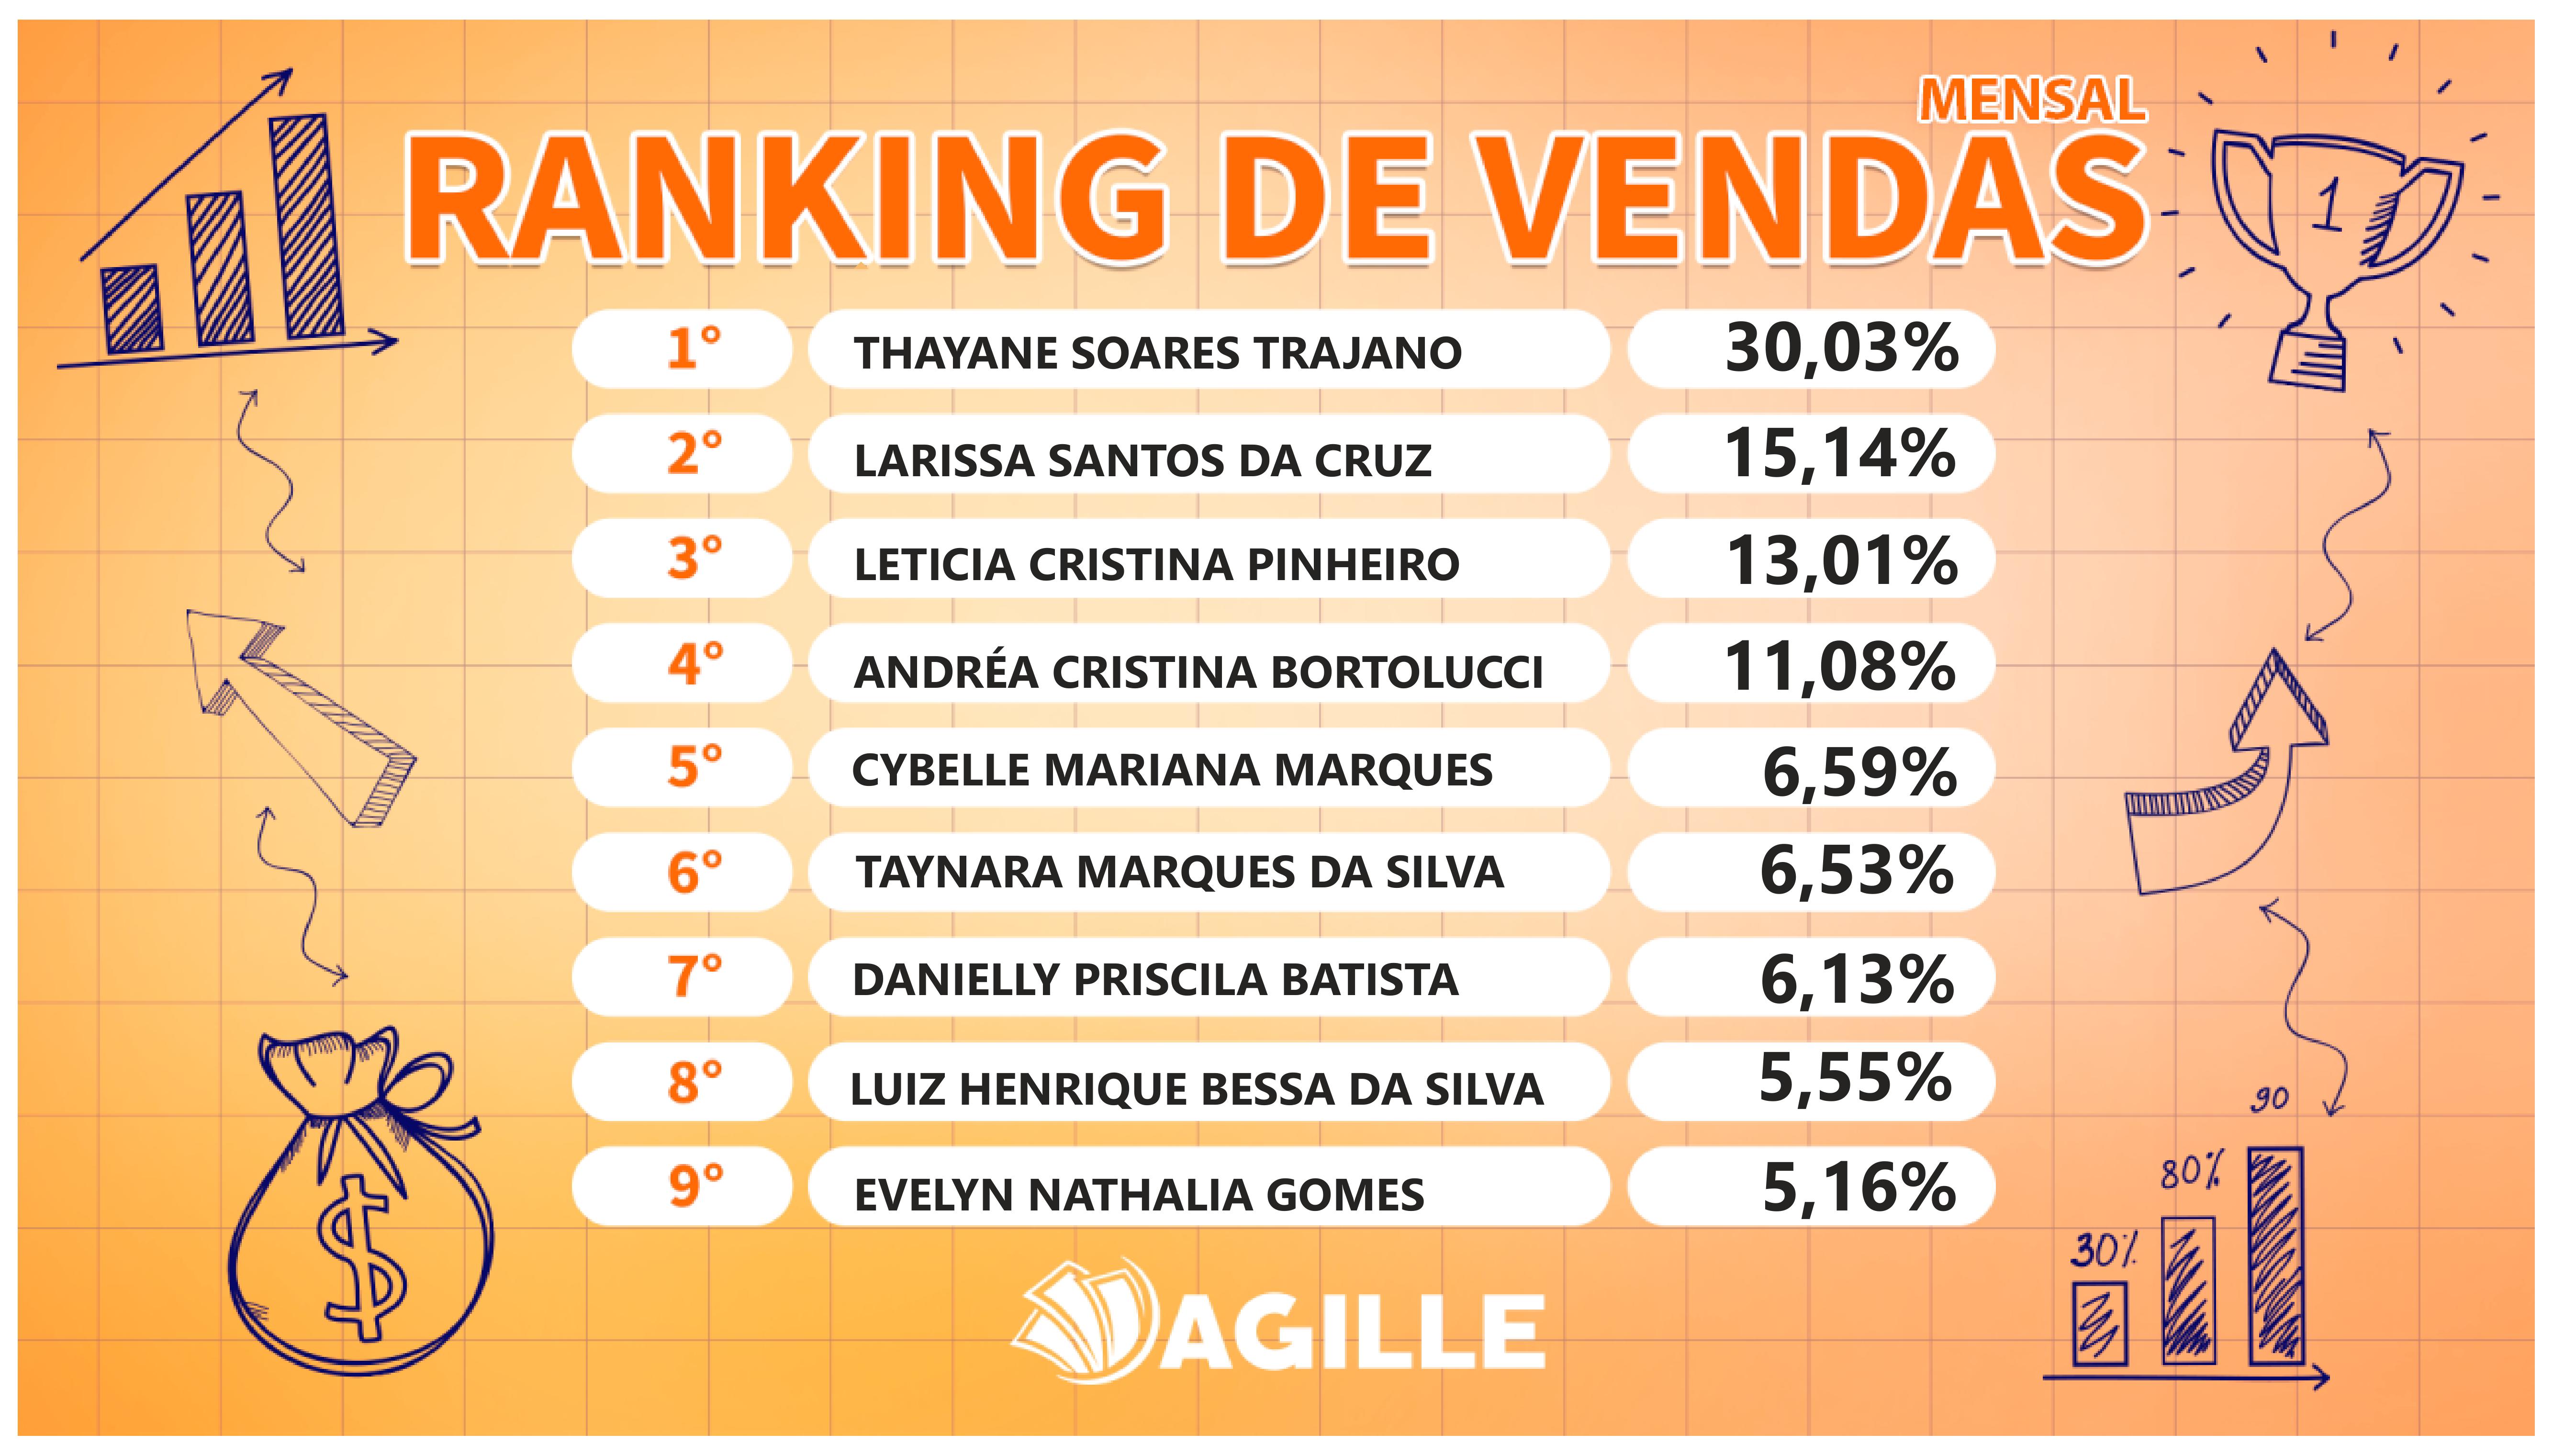 MENSAL
RANKING DE VENDAS
1° THAYANE SOARES TRAJANO 30,03%
2° LARISSA SANTOS DA CRUZ 15,14%
3° LETICIA CRISTINA PINHEIRO 13,01%
4° ANDRÉA CRISTINA BORTOLUCCI 11,08%
5° CYBELLE MARIANA MARQUES 6,59%
6° TAYNARA MARQUES DA SILVA 6,53%
7° DANIELLY PRISCILA BATISTA 6,13%
8° LUIZ HENRIQUE BESSA DA SILVA 5,55%
9° EVELYN NATHALIA GOMES 5,16%
AGILLE
1
$
90
80%
30%